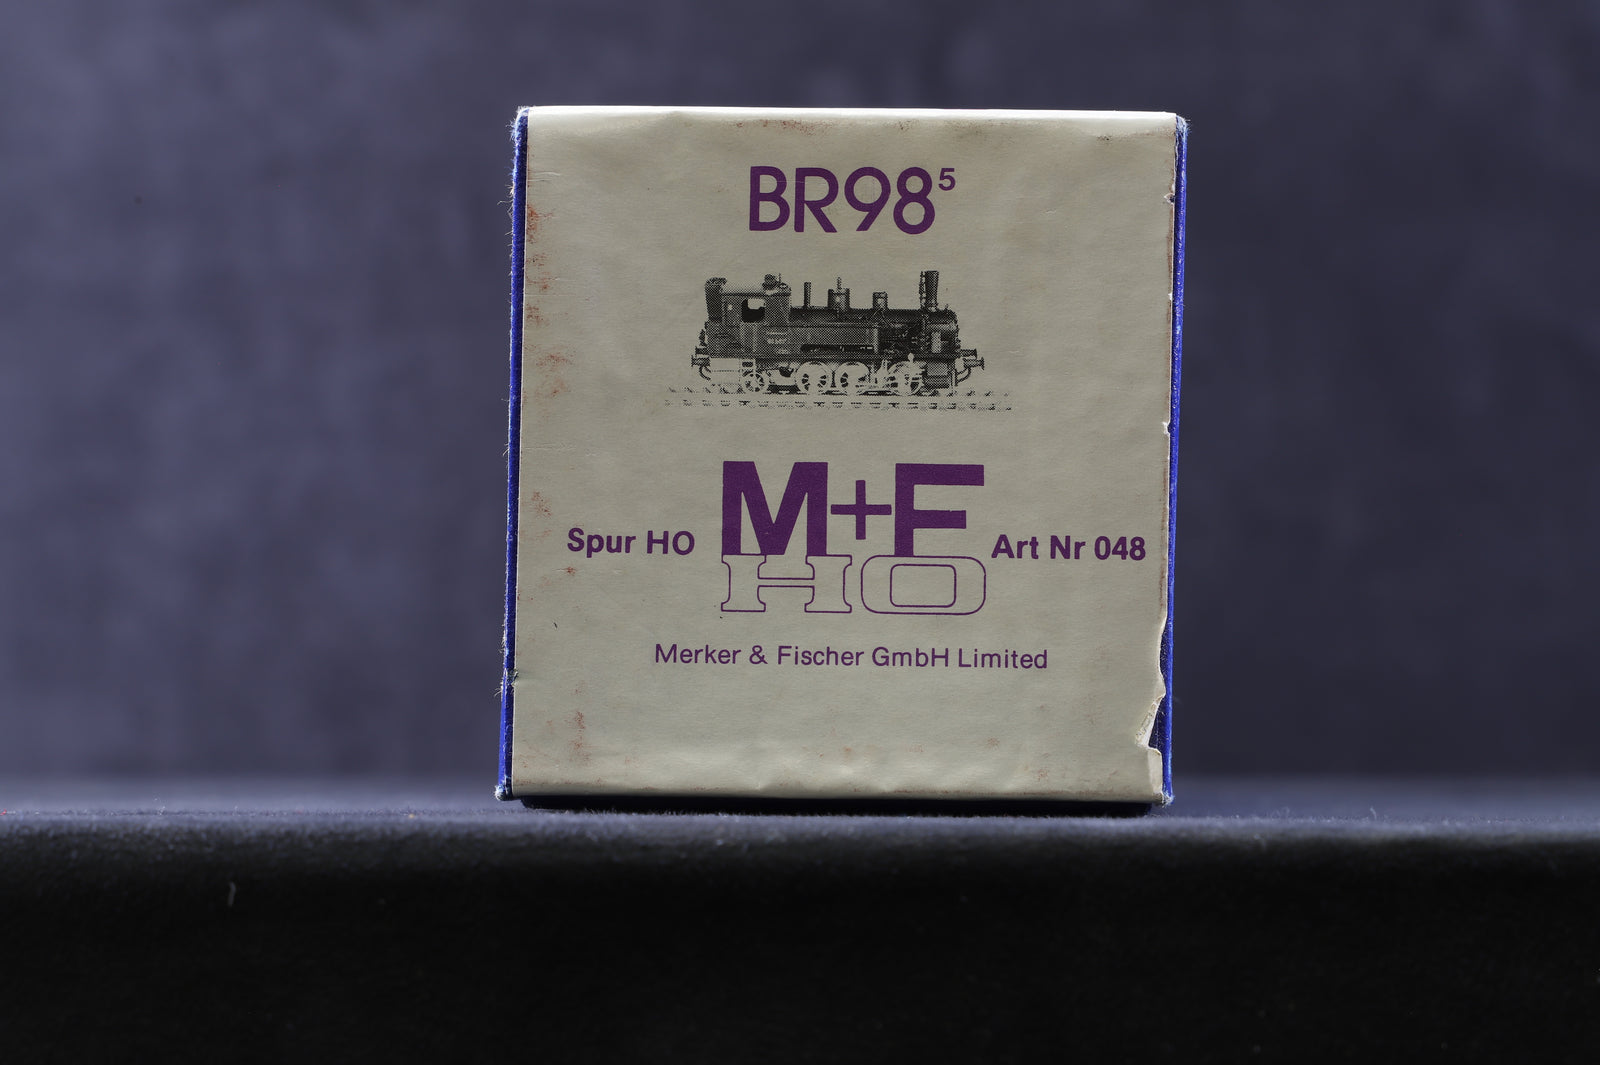 BR98⁵
M+F
Spur HO
HO
Art Nr 048
Merker & Fischer GmbH Limited